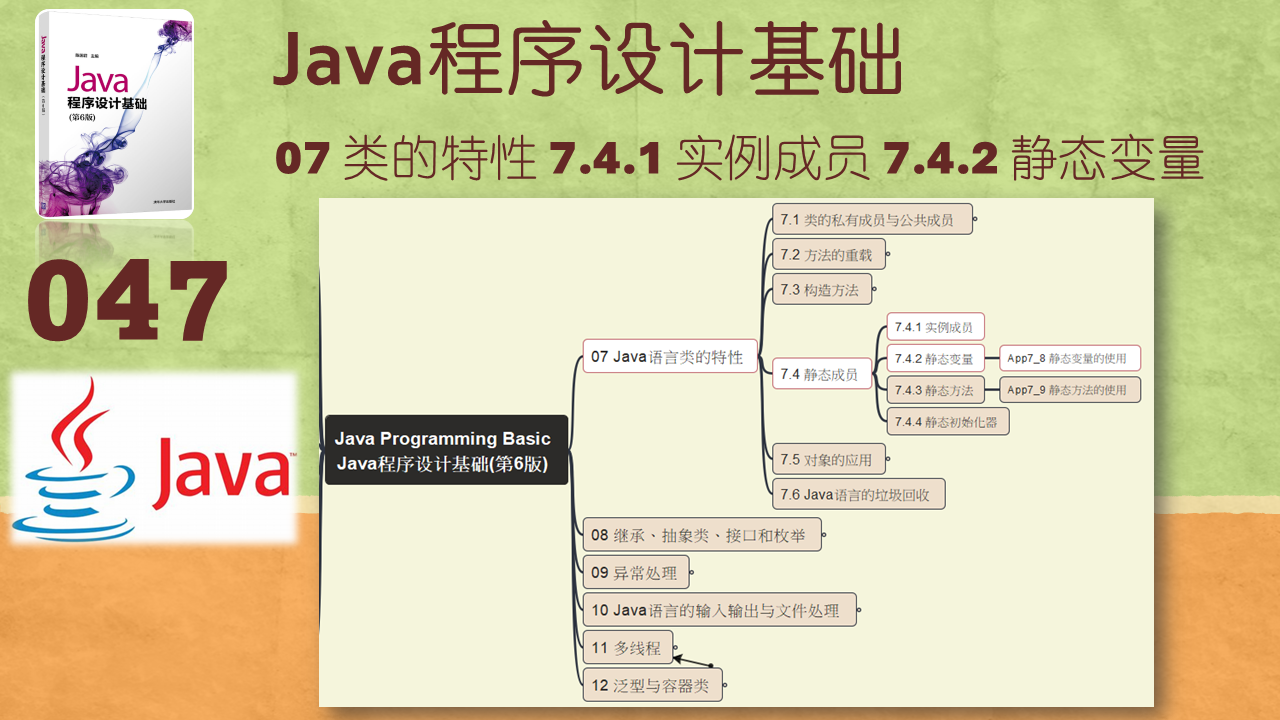 Java程序设计基础
07 类的特性 7.4.1 实例成员 7.4.2 静态变量
Java
程序设计基础
(第6版)
清华大学出版社
047
Java™
Java Programming Basic
Java程序设计基础(第6版)
07 Java语言类的特性
7.1 类的私有成员与公共成员
7.2 方法的重载
7.3 构造方法
7.4 静态成员
7.4.1 实例成员
7.4.2 静态变量
App7_8 静态变量的使用
7.4.3 静态方法
App7_9 静态方法的使用
7.4.4 静态初始化器
7.5 对象的应用
7.6 Java语言的垃圾回收
08 继承、抽象类、接口和枚举
09 异常处理
10 Java语言的输入输出与文件处理
11 多线程
12 泛型与容器类